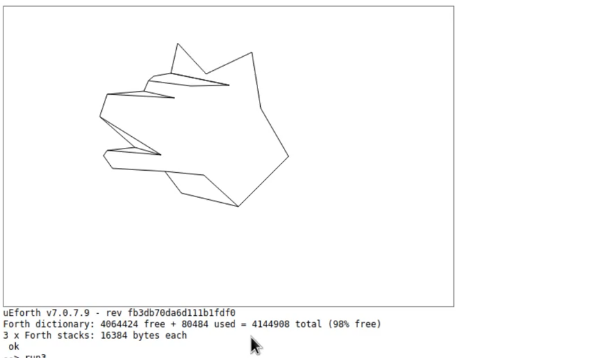 uEforth v7.0.7.9 - rev fb3db70da6d111b1fdf0
Forth dictionary: 4064424 free + 80484 used = 4144908 total (98% free)
3 x Forth stacks: 16384 bytes each
ok
--> run3